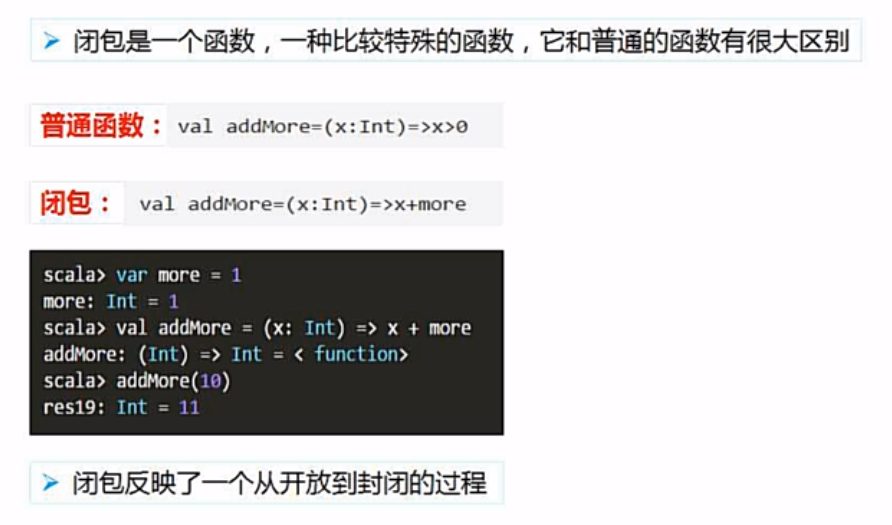 ➢ 闭包是一个函数，一种比较特殊的函数，它和普通的函数有很大区别
普通函数： val addMore=(x:Int)=>x>0
闭包： val addMore=(x:Int)=>x+more
scala> var more = 1
more: Int = 1
scala> val addMore = (x: Int) => x + more
addMore: (Int) => Int = < function>
scala> addMore(10)
res19: Int = 11
➢ 闭包反映了一个从开放到封闭的过程